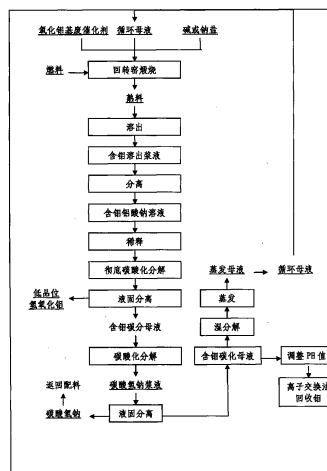 氧化铝基废催化剂
循环母液
碱或钠盐
燃料
回转窑煅烧
熟料
溶出
含钼溶出浆液
分离
含钼铝酸钠溶液
稀释
彻底碳酸化分解
低品位
氢氧化铝
液固分离
含钼碳分母液
碳酸化分解
返回配料
碳酸氢钠浆液
碳酸氢钠
液固分离
蒸发母液
循环母液
蒸发
湿分解
含钼碳化母液
调整 PH 值
离子交换法
回收钼